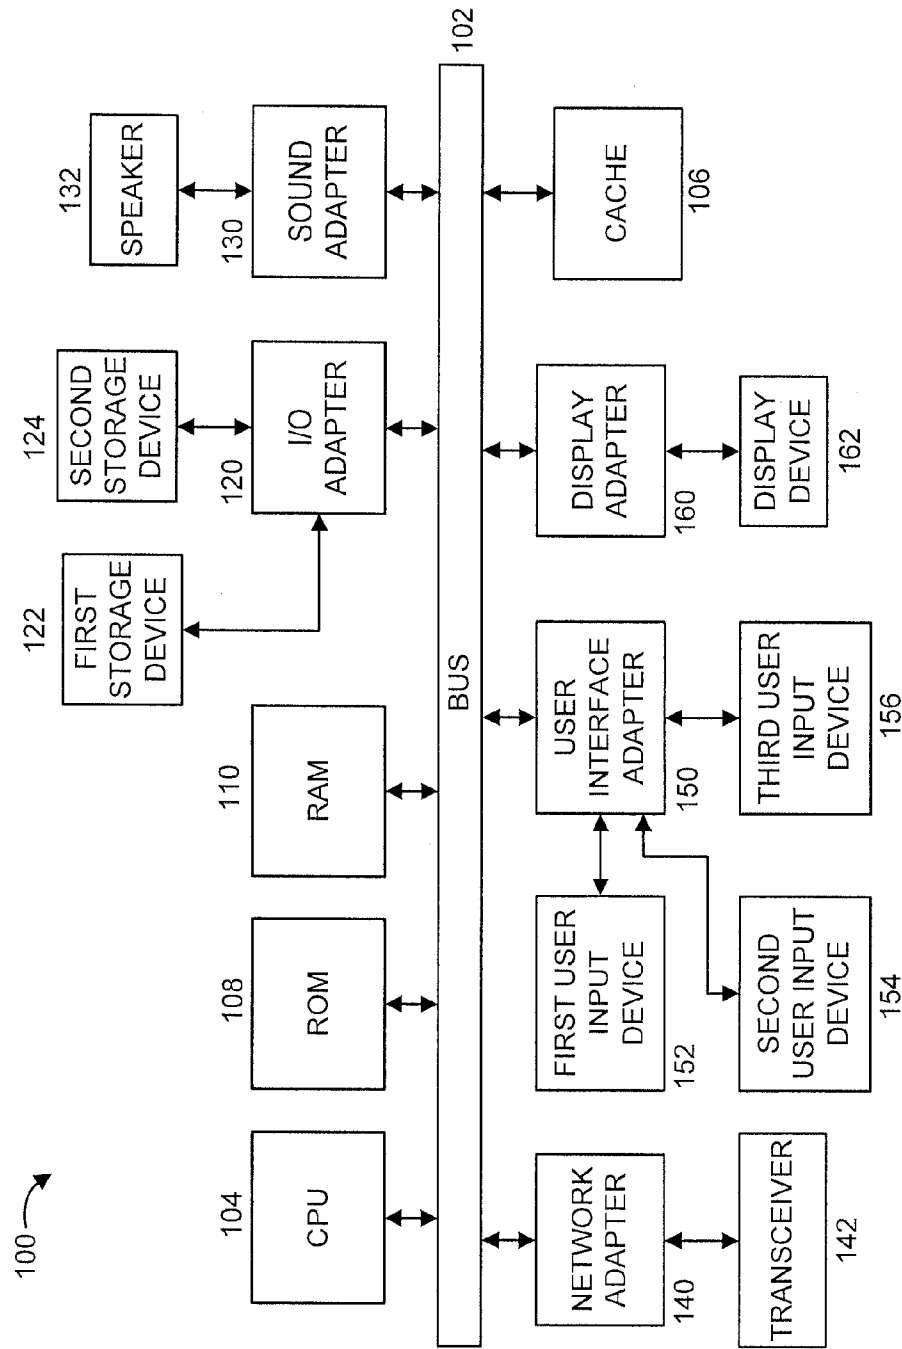 100
104
CPU
108
ROM
110
RAM
122
FIRST
STORAGE
DEVICE
124
SECOND
STORAGE
DEVICE
120
I/O
ADAPTER
132
SPEAKER
130
SOUND
ADAPTER
BUS
102
NETWORK
ADAPTER
140
TRANSCEIVER
142
FIRST USER
INPUT
DEVICE
152
SECOND
USER INPUT
DEVICE
154
USER
INTERFACE
ADAPTER
150
THIRD USER
INPUT
DEVICE
156
DISPLAY
ADAPTER
160
DISPLAY
DEVICE
162
CACHE
106